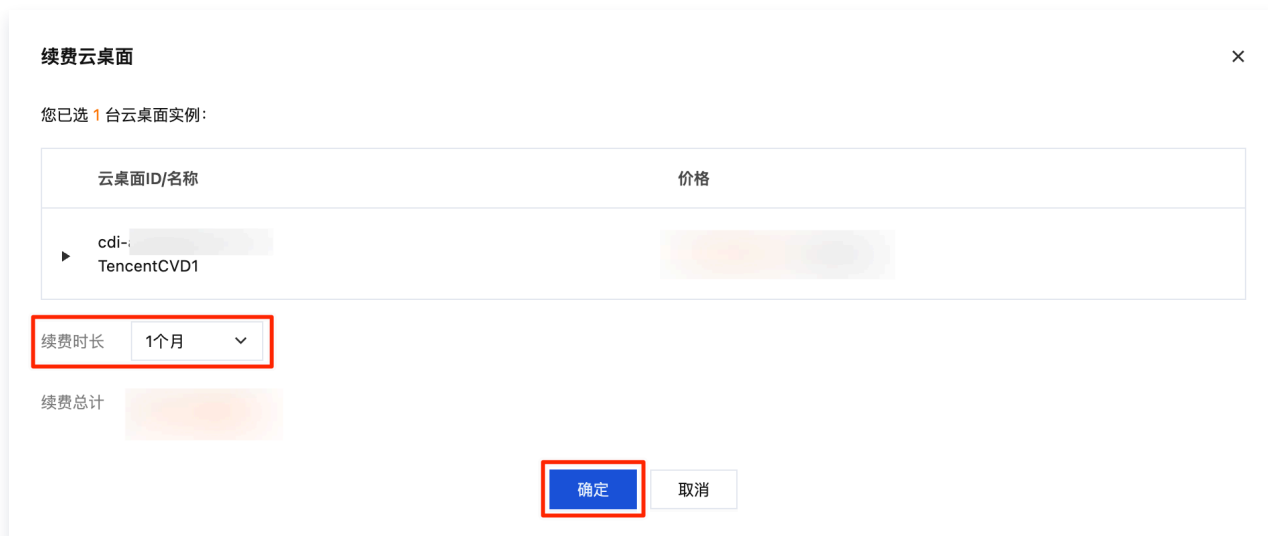 续费云桌面
您已选 1 台云桌面实例：
云桌面ID/名称 价格
cdi-
TencentCVD1
续费时长 1个月
续费总计
确定 取消